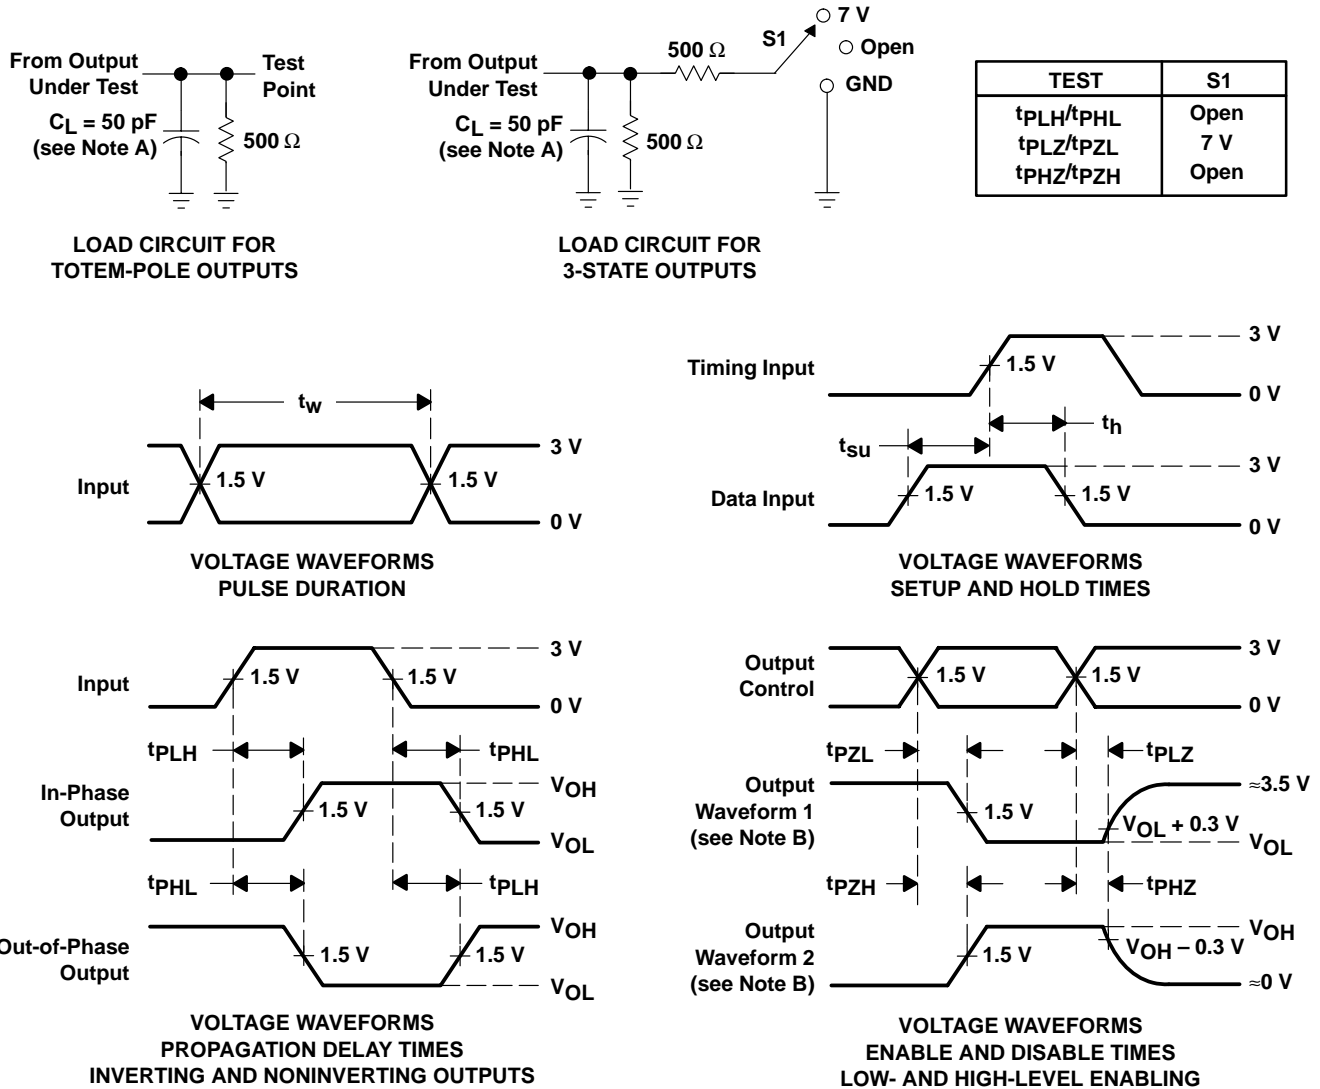 From Output
Under Test
Test
Point
CL = 50 pF
(see Note A)
500 Ω
LOAD CIRCUIT FOR
TOTEM-POLE OUTPUTS
From Output
Under Test
500 Ω
S1
7 V
Open
GND
CL = 50 pF
(see Note A)
500 Ω
LOAD CIRCUIT FOR
3-STATE OUTPUTS
TEST S1
tPLH/tPHL Open
tPLZ/tPZL 7 V
tPHZ/tPZH Open
tw
Input
1.5 V
1.5 V
3 V
0 V
VOLTAGE WAVEFORMS
PULSE DURATION
Timing Input
1.5 V
3 V
0 V
tsu
th
Data Input
1.5 V
1.5 V
3 V
0 V
VOLTAGE WAVEFORMS
SETUP AND HOLD TIMES
Input
1.5 V
1.5 V
3 V
0 V
tPLH
tPHL
In-Phase
Output
1.5 V
1.5 V
VOH
VOL
tPHL
tPLH
Out-of-Phase
Output
1.5 V
1.5 V
VOH
VOL
VOLTAGE WAVEFORMS
PROPAGATION DELAY TIMES
INVERTING AND NONINVERTING OUTPUTS
Output
Control
1.5 V
1.5 V
3 V
0 V
tPZL
tPLZ
Output
Waveform 1
(see Note B)
1.5 V
VOL + 0.3 V
≈3.5 V
VOL
tPZH
tPHZ
Output
Waveform 2
(see Note B)
1.5 V
VOH − 0.3 V
VOH
≈0 V
VOLTAGE WAVEFORMS
ENABLE AND DISABLE TIMES
LOW- AND HIGH-LEVEL ENABLING